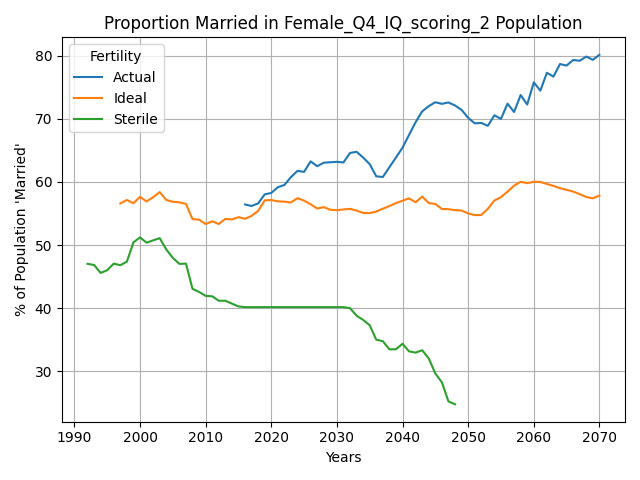 Proportion Married in Female_Q4_IQ_scoring_2 Population
Fertility
Actual
Ideal
Sterile
% of Population 'Married'
80
70
60
50
40
30
1990 2000 2010 2020 2030 2040 2050 2060 2070
Years